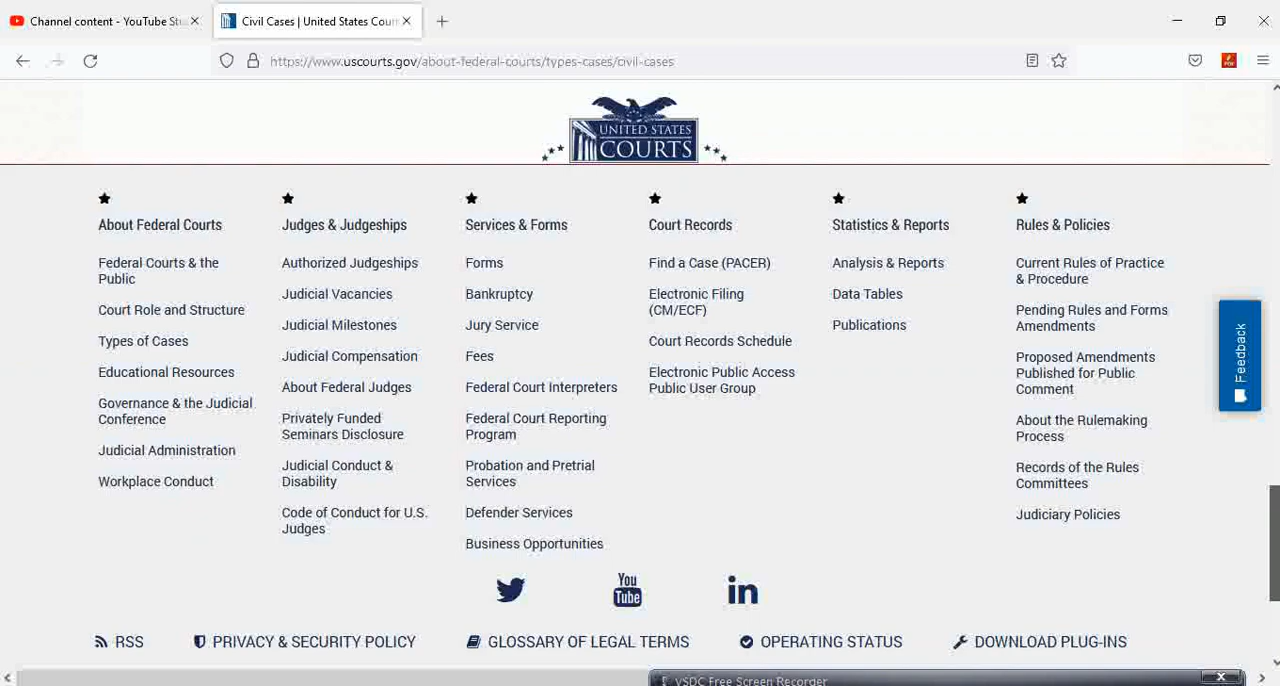 Channel content - YouTube Stu
Civil Cases | United States Cour
https://www.uscourts.gov/about-federal-courts/types-cases/civil-cases
UNITED STATES
COURTS
About Federal Courts
Federal Courts & the
Public
Court Role and Structure
Types of Cases
Educational Resources
Governance & the Judicial
Conference
Judicial Administration
Workplace Conduct
Judges & Judgeships
Authorized Judgeships
Judicial Vacancies
Judicial Milestones
Judicial Compensation
About Federal Judges
Privately Funded
Seminars Disclosure
Judicial Conduct &
Disability
Code of Conduct for U.S.
Judges
Services & Forms
Forms
Bankruptcy
Jury Service
Fees
Federal Court Interpreters
Federal Court Reporting
Program
Probation and Pretrial
Services
Defender Services
Business Opportunities
Court Records
Find a Case (PACER)
Electronic Filing
(CM/ECF)
Court Records Schedule
Electronic Public Access
Public User Group
Statistics & Reports
Analysis & Reports
Data Tables
Publications
Rules & Policies
Current Rules of Practice
& Procedure
Pending Rules and Forms
Amendments
Proposed Amendments
Published for Public
Comment
About the Rulemaking
Process
Records of the Rules
Committees
Judiciary Policies
Feedback
You
Tube
in
RSS
PRIVACY & SECURITY POLICY
GLOSSARY OF LEGAL TERMS
OPERATING STATUS
DOWNLOAD PLUG-INS
VSDC Free Screen Recorder